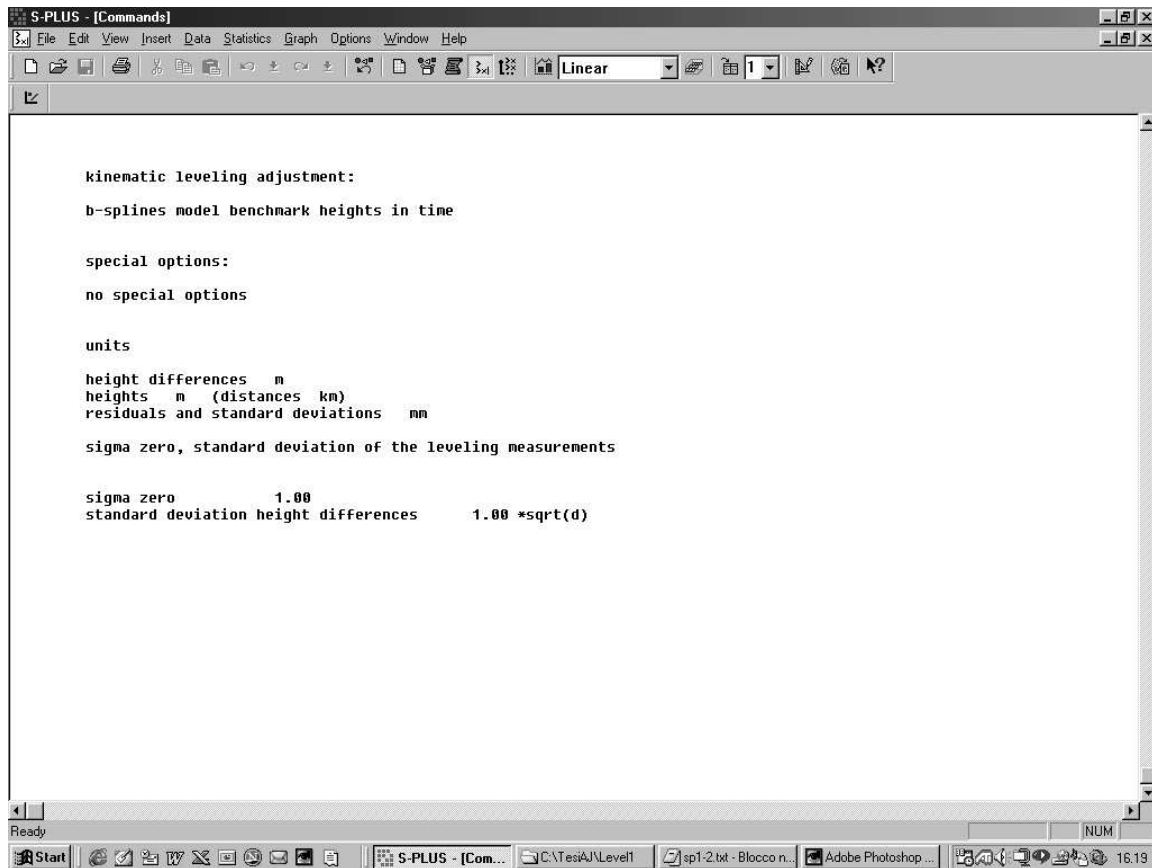 S-PLUS - [Commands]
File Edit View Insert Data Statistics Graph Options Window Help
Linear 1
kinematic leveling adjustment:
b-splines model benchmark heights in time
special options:
no special options
units
height differences m
heights m (distances km)
residuals and standard deviations mm
sigma zero, standard deviation of the leveling measurements
sigma zero 1.00
standard deviation height differences 1.00 *sqrt(d)
Ready NUM
Start S-PLUS - [Com... C:\TesiAJ\Level1 sp1-2.txt - Blocco n... Adobe Photoshop ... 16.19